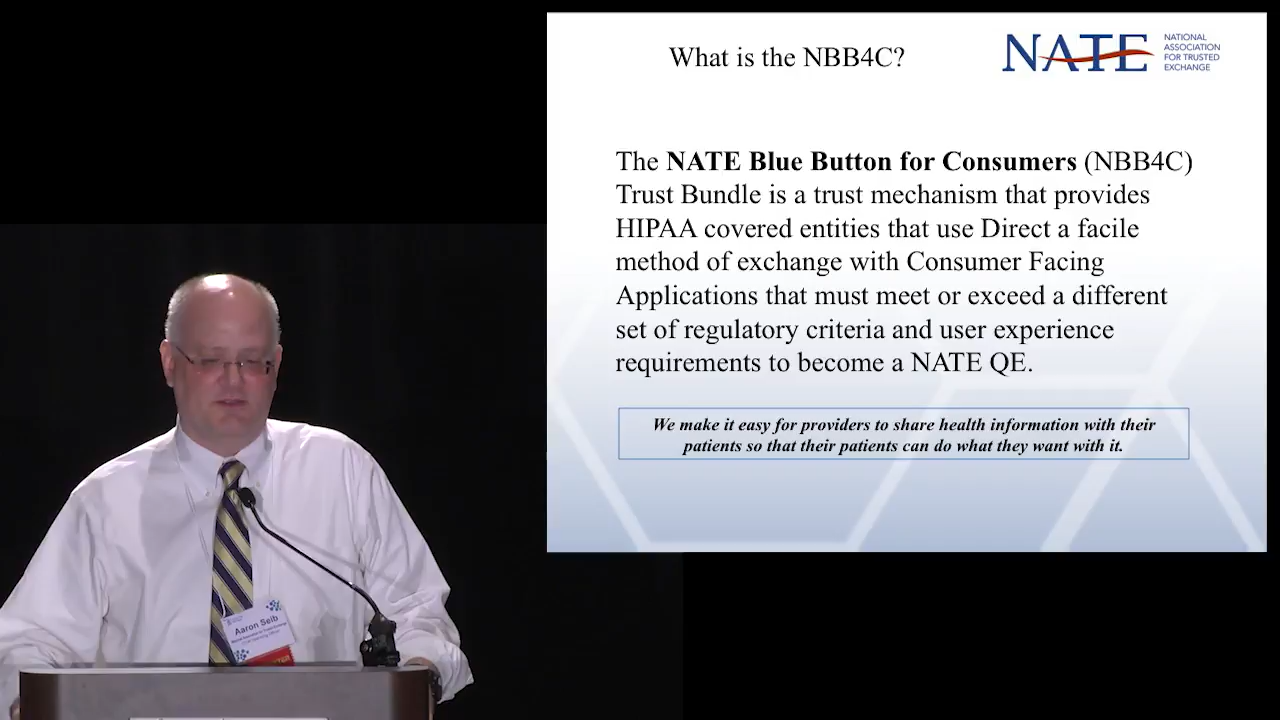 What is the NBB4C?
NATE
NATIONAL
ASSOCIATION
FOR TRUSTED
EXCHANGE
The NATE Blue Button for Consumers (NBB4C)
Trust Bundle is a trust mechanism that provides
HIPAA covered entities that use Direct a facile
method of exchange with Consumer Facing
Applications that must meet or exceed a different
set of regulatory criteria and user experience
requirements to become a NATE QE.
We make it easy for providers to share health information with their
patients so that their patients can do what they want with it.
Aaron Seib